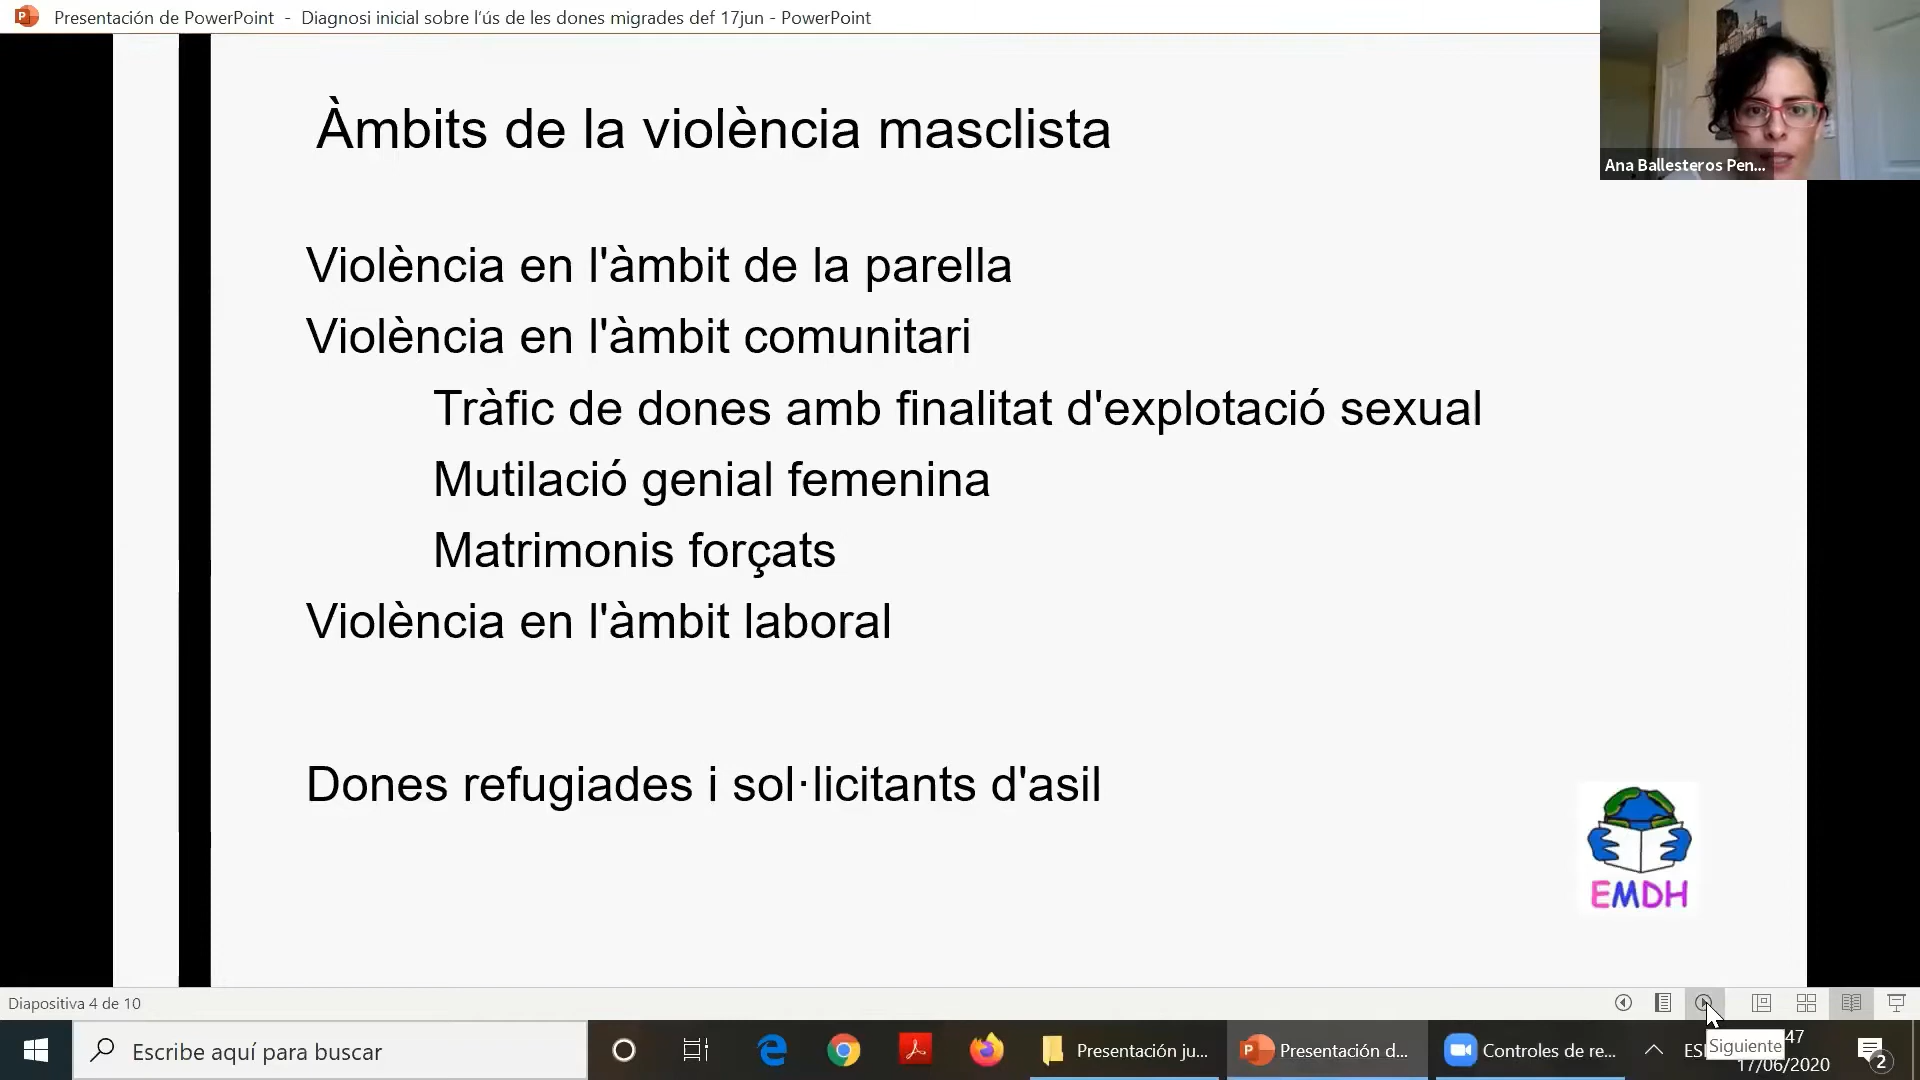 Presentación de PowerPoint - Diagnosi inicial sobre l'ús de les dones migrades def 17jun - PowerPoint
Ana Ballesteros Pen...
Àmbits de la violència masclista
Violència en l'àmbit de la parella
Violència en l'àmbit comunitari
Tràfic de dones amb finalitat d'explotació sexual
Mutilació genial femenina
Matrimonis forçats
Violència en l'àmbit laboral
Dones refugiades i sol·licitants d'asil
EMDH
Diapositiva 4 de 10
Escribe aquí para buscar
Presentación ju...
Presentación d...
Controles de re...
Siguiente
47
17/06/2020
2